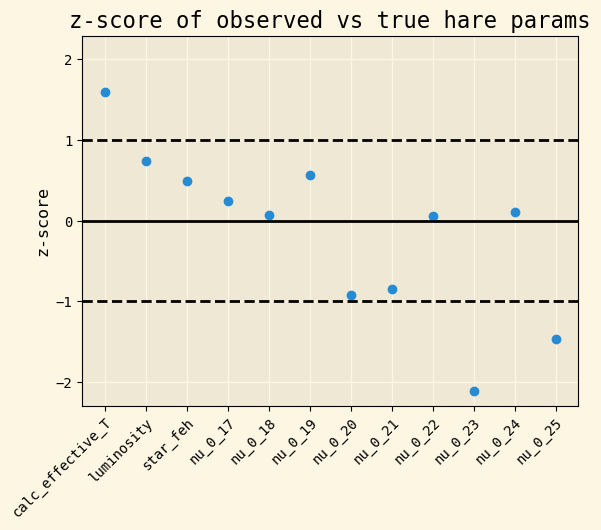 z-score of observed vs true hare params
z-score
2
1
0
−1
−2
calc_effective_T
luminosity
star_feh
nu_0_17
nu_0_18
nu_0_19
nu_0_20
nu_0_21
nu_0_22
nu_0_23
nu_0_24
nu_0_25